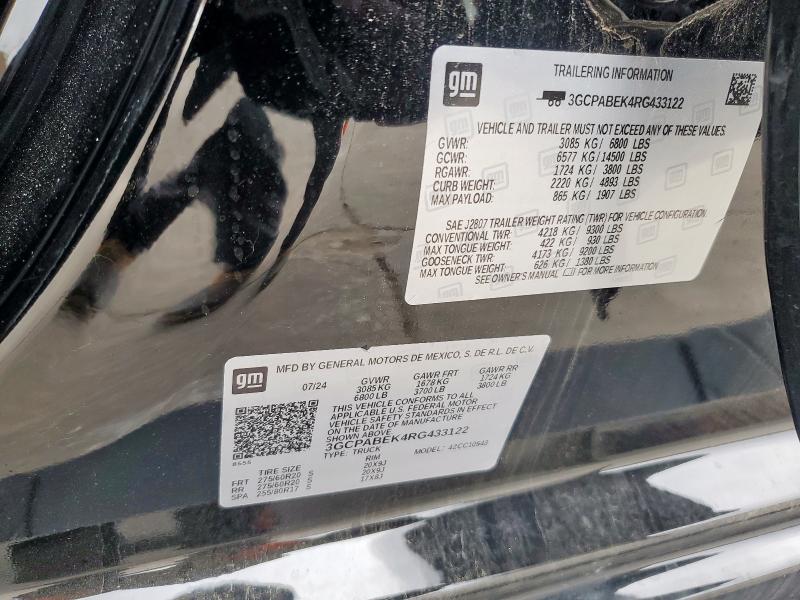 gm
TRAILERING INFORMATION
3GCPABEK4RG433122
VEHICLE AND TRAILER MUST NOT EXCEED ANY OF THESE VALUES
GVWR: 3085 KG / 6800 LBS
GCWR: 6577 KG / 14500 LBS
RGAWR: 1724 KG / 3800 LBS
CURB WEIGHT: 2220 KG / 4893 LBS
MAX PAYLOAD: 865 KG / 1907 LBS
SAE J2807 TRAILER WEIGHT RATING (TWR) FOR VEHICLE CONFIGURATION.
CONVENTIONAL TWR: 4218 KG / 9300 LBS
MAX TONGUE WEIGHT: 422 KG / 930 LBS
GOOSENECK TWR: 4173 KG / 9200 LBS
MAX TONGUE WEIGHT: 626 KG / 1380 LBS
SEE OWNER'S MANUAL FOR MORE INFORMATION
gm
MFD BY GENERAL MOTORS DE MEXICO, S. DE R.L. DE C.V.
07/24 GVWR GAWR FRT GAWR RR
3085 KG 1678 KG 1724 KG
6800 LB 3700 LB 3800 LB
THIS VEHICLE CONFORMS TO ALL
APPLICABLE U.S. FEDERAL MOTOR
VEHICLE SAFETY STANDARDS IN EFFECT
ON THE DATE OF MANUFACTURE
SHOWN ABOVE
3GCPABEK4RG433122
TYPE: TRUCK MODEL: 42CC10543
TIRE SIZE RIM
FRT 275/60R20 S 20X9J
RR 275/60R20 S 20X9J
SPA 255/80R17 S 17X8J